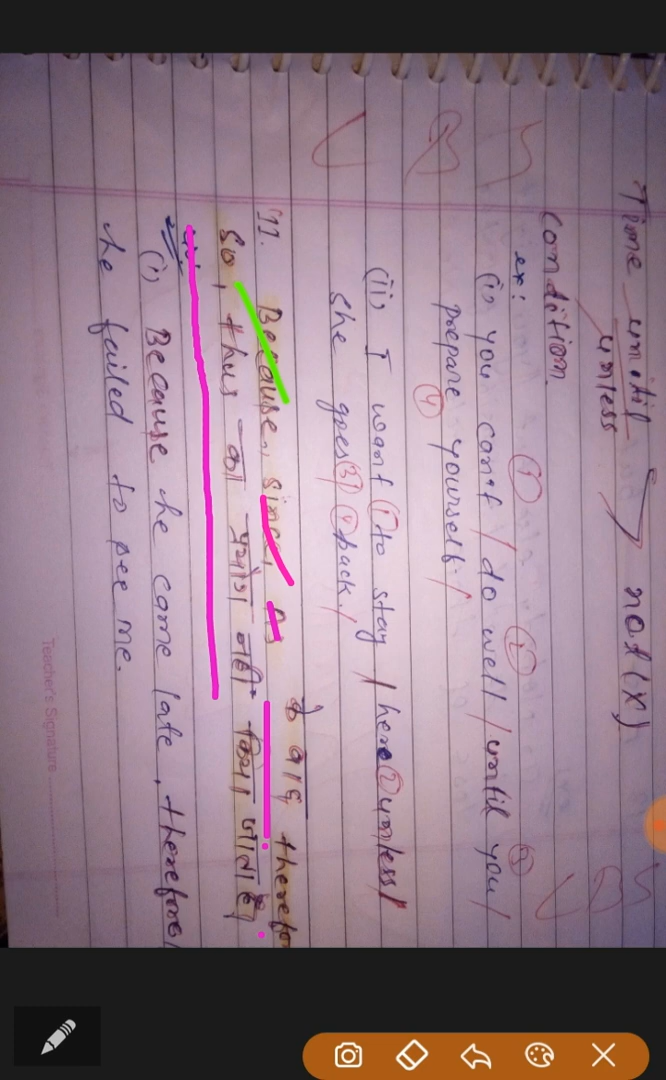 Time until → not (x)
Condition unless
ex:
(i) you can't / do well / until you /
prepare yourself. /
(ii) I want to stay / here unless /
she goes back. /
11. Because, since, As के बाद therefo
so, thus का प्रयोग नहीं किया जाता है।
(i) Because he came late, therefore,
he failed to see me.
Teacher's Signature